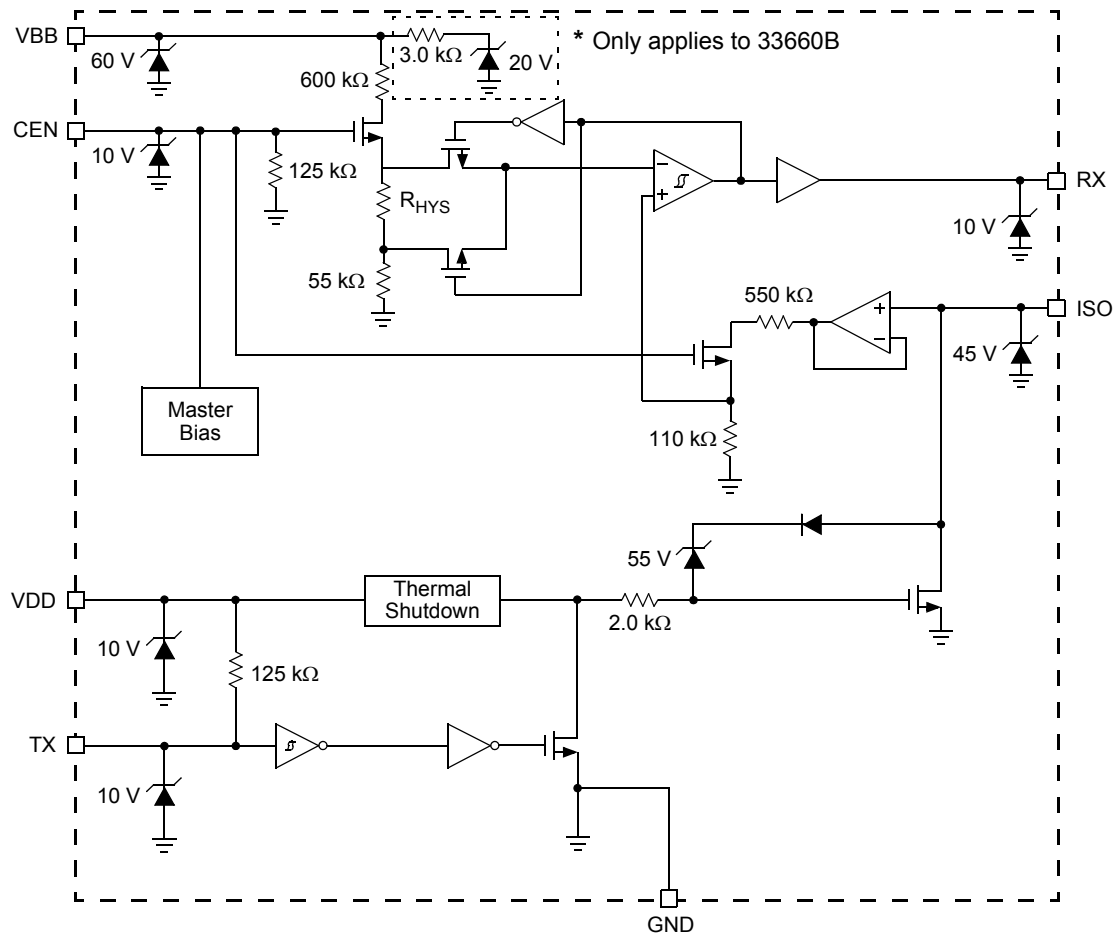 VBB
60 V
3.0 kΩ
20 V
* Only applies to 33660B
600 kΩ
CEN
10 V
125 kΩ
RHYS
55 kΩ
−
+
RX
10 V
550 kΩ
+
−
ISO
45 V
Master
Bias
110 kΩ
55 V
VDD
Thermal
Shutdown
2.0 kΩ
10 V
125 kΩ
TX
10 V
GND